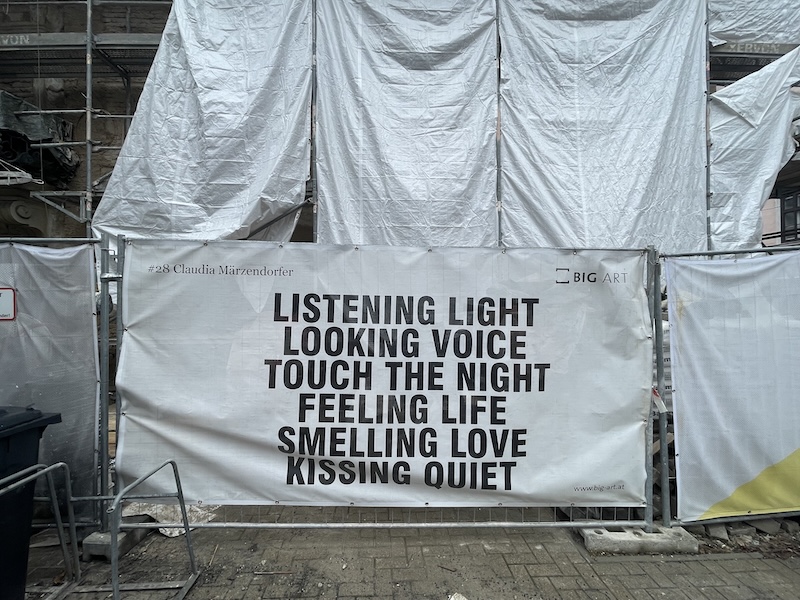 #28 Claudia Märzendorfer
BIG ART
LISTENING LIGHT
LOOKING VOICE
TOUCH THE NIGHT
FEELING LIFE
SMELLING LOVE
KISSING QUIET
www.big-art.at